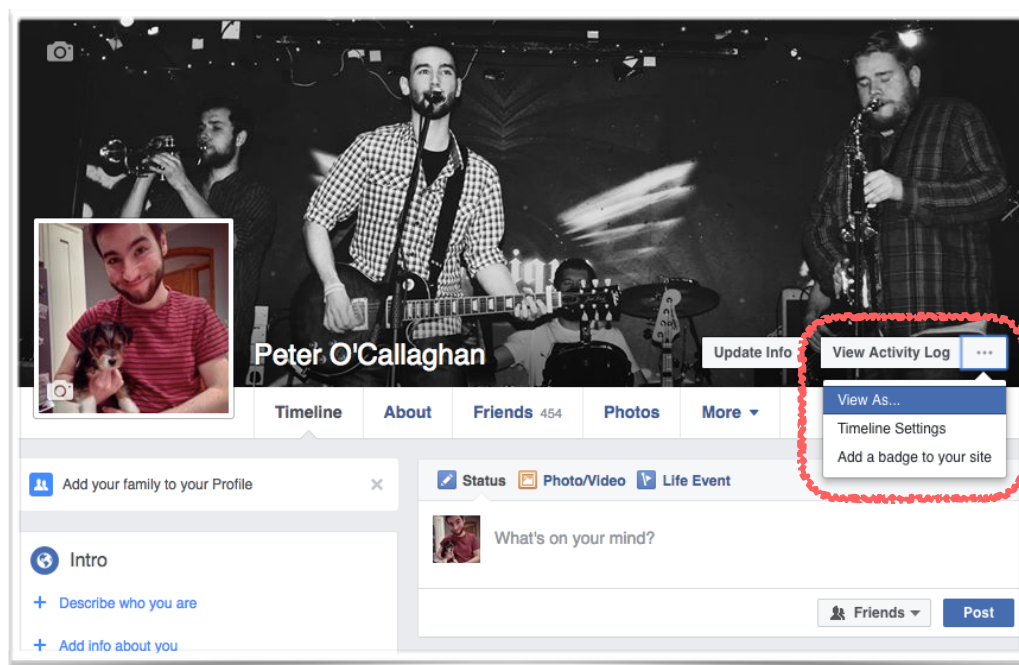 Peter O'Callaghan
Update Info
View Activity Log
...
View As...
Timeline Settings
Add a badge to your site
Timeline
About
Friends 454
Photos
More
Add your family to your Profile
Intro
+ Describe who you are
+ Add info about you
Status
Photo/Video
Life Event
What's on your mind?
Friends
Post